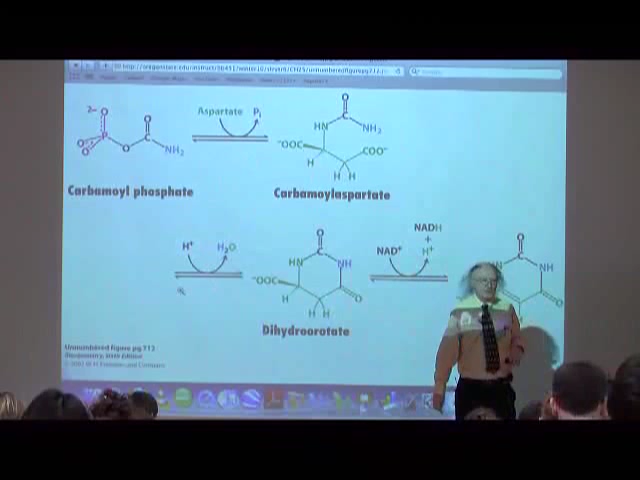 2−
O
Aspartate Pi
O
P
O
O
O
NH2
O
HN
NH2
−OOC
COO−
H
H H
Carbamoyl phosphate
Carbamoylaspartate
H+ H2O
O
HN NH
−OOC
H
O
H H
NAD+
NADH
+
H+
O
NH
O
Dihydroorotate
Unnumbered figure pg 712
Biochemistry, Sixth Edition
© 2007 W. H. Freeman and Company